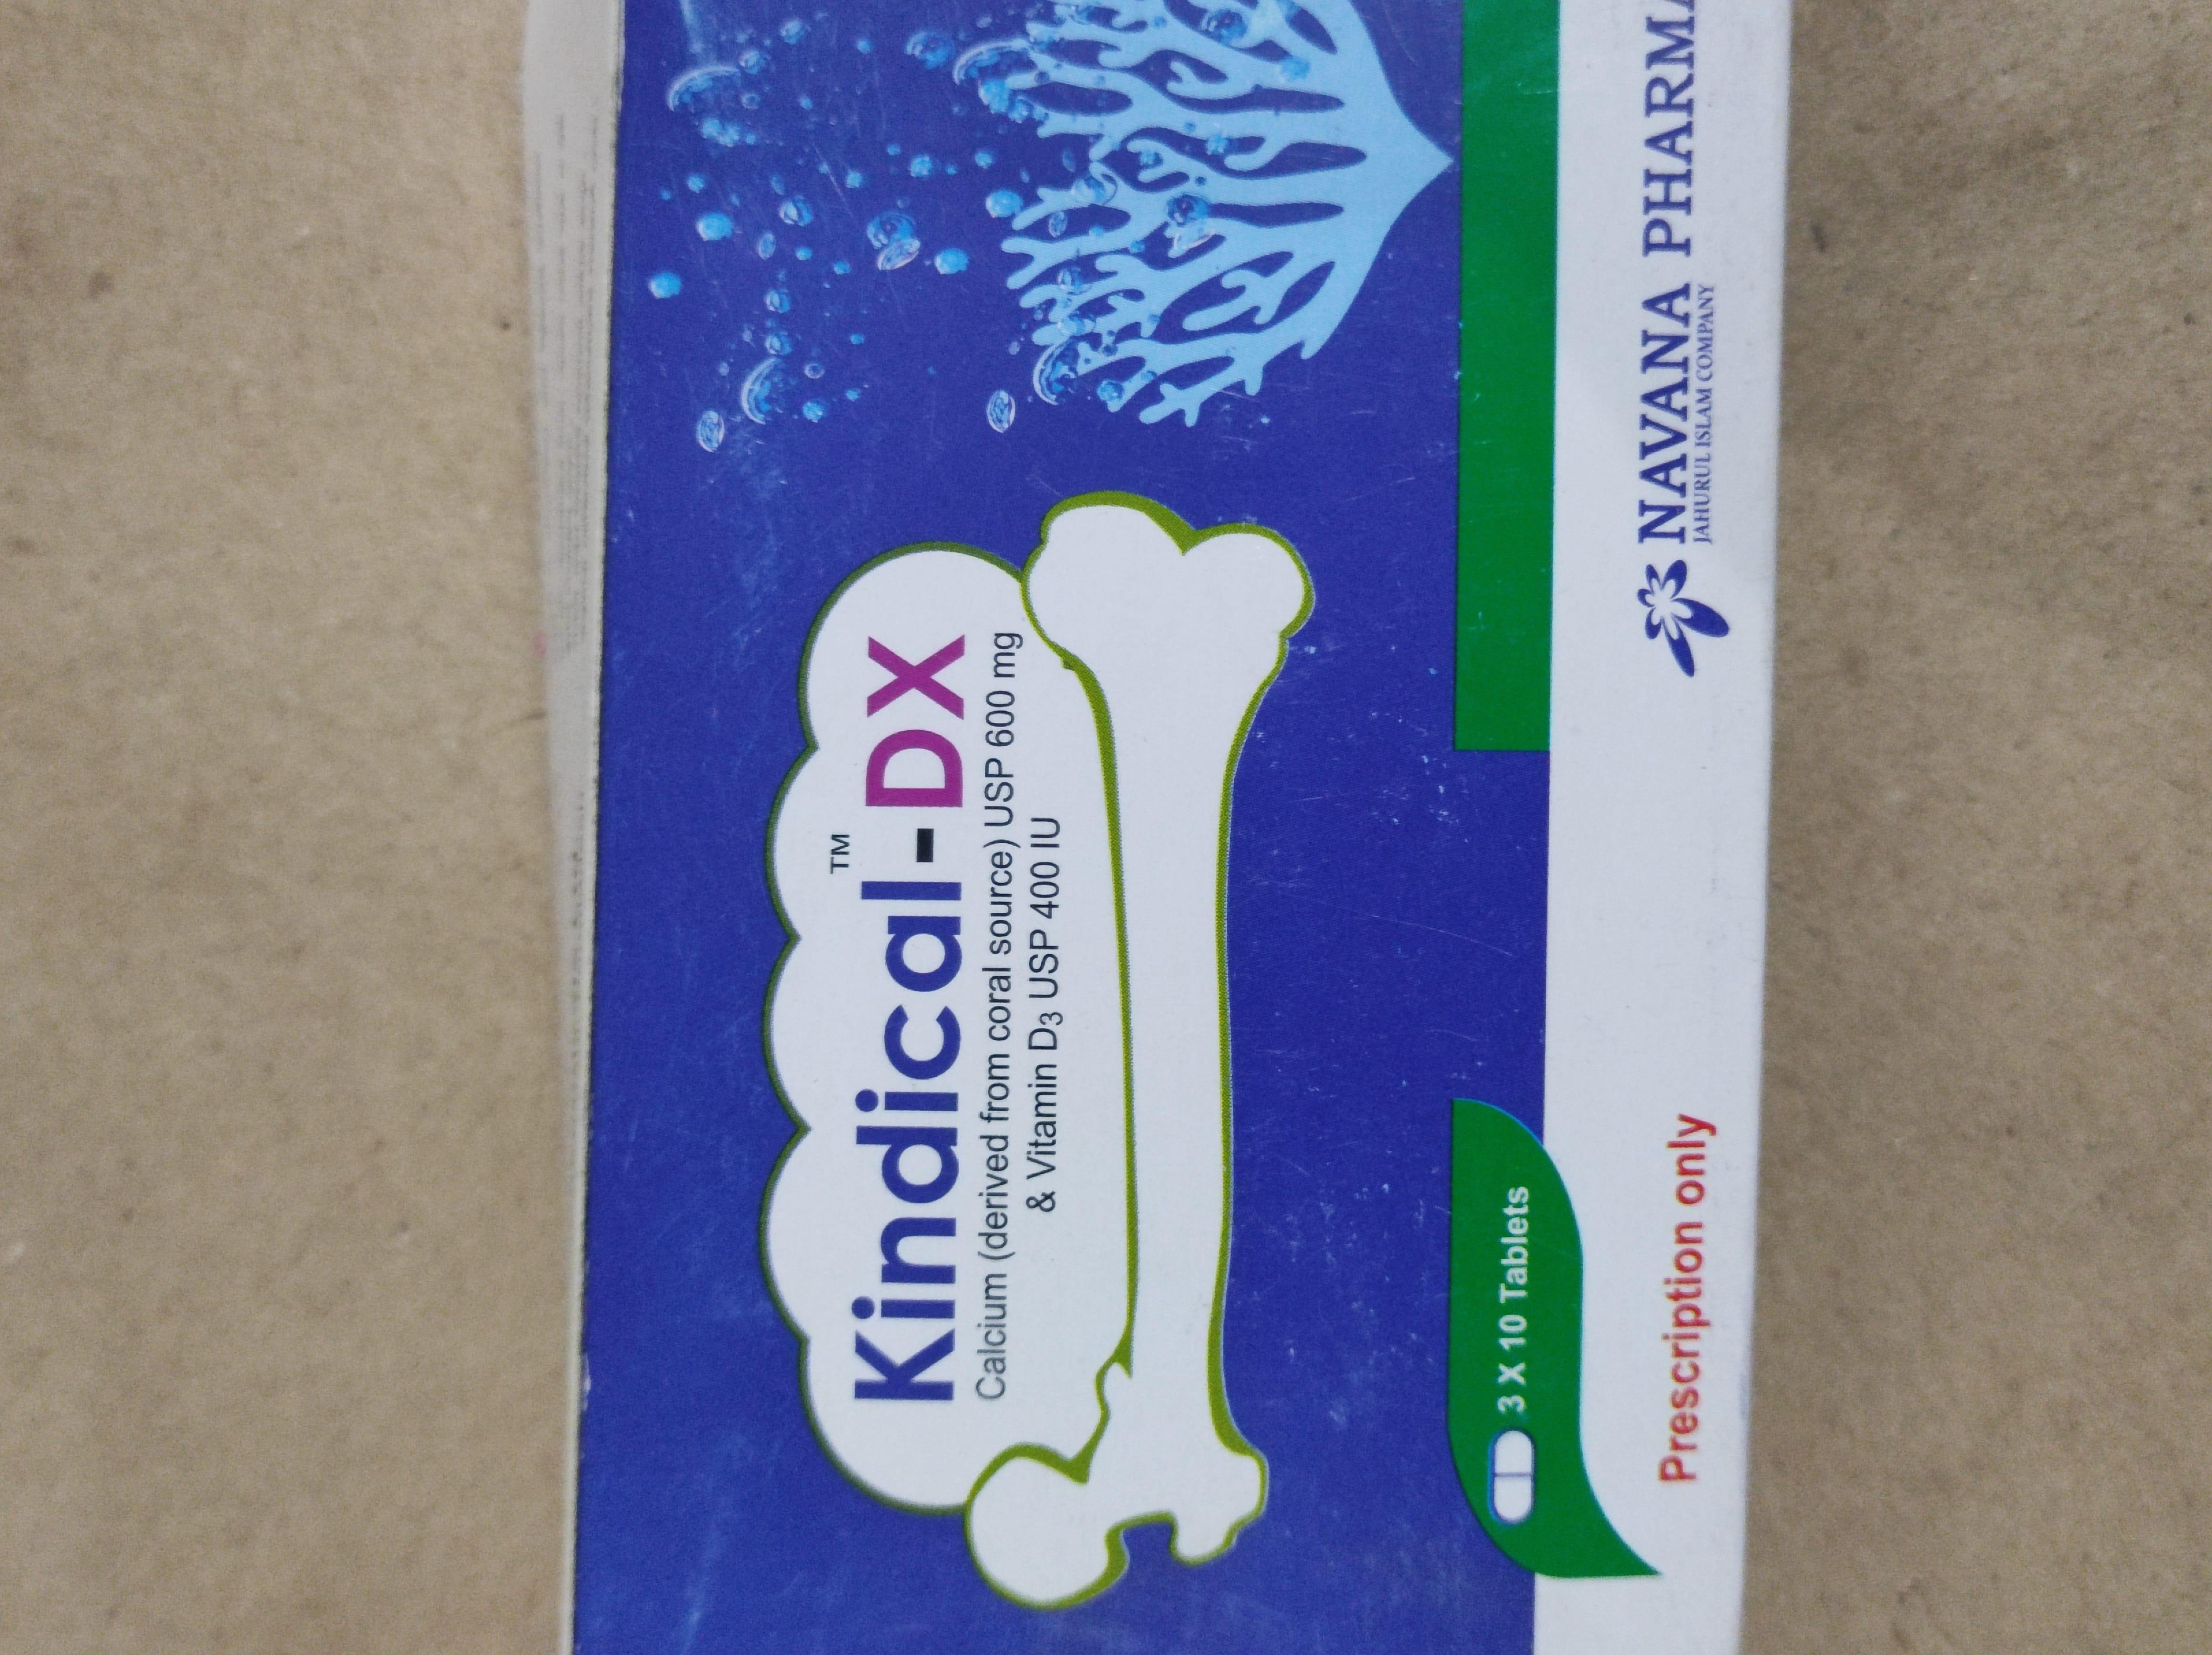 Kindical-DX
TM
Calcium (derived from coral source) USP 600 mg
& Vitamin D3 USP 400 IU
3 X 10 Tablets
Prescription only
NAVANA PHARMA
JAHURUL ISLAM COMPANY